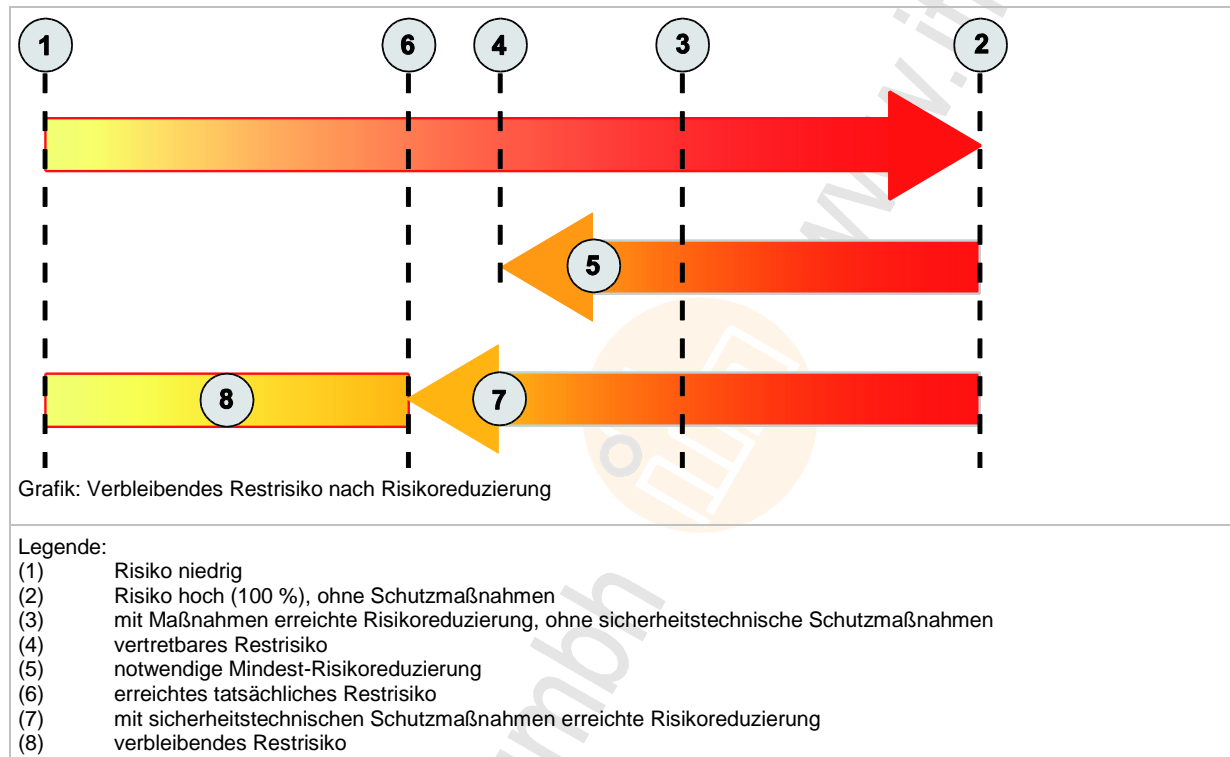 1 6 4 3 2
5
8 7
Grafik: Verbleibendes Restrisiko nach Risikoreduzierung
Legende:
(1) Risiko niedrig
(2) Risiko hoch (100 %), ohne Schutzmaßnahmen
(3) mit Maßnahmen erreichte Risikoreduzierung, ohne sicherheitstechnische Schutzmaßnahmen
(4) vertretbares Restrisiko
(5) notwendige Mindest-Risikoreduzierung
(6) erreichtes tatsächliches Restrisiko
(7) mit sicherheitstechnischen Schutzmaßnahmen erreichte Risikoreduzierung
(8) verbleibendes Restrisiko